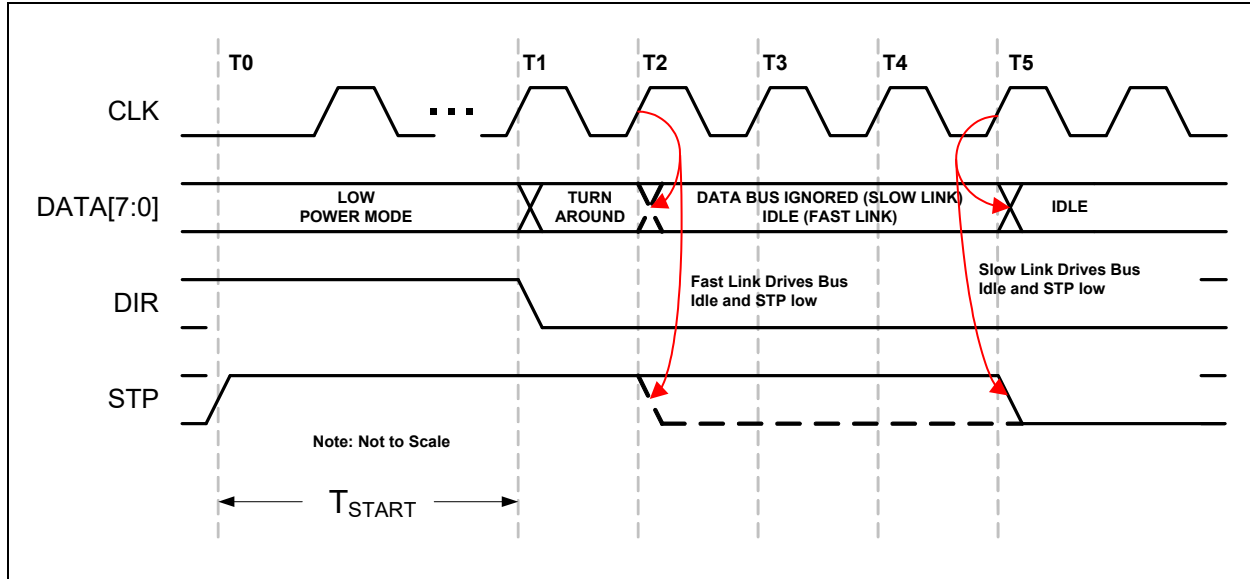 T0
T1
T2
T3
T4
T5
CLK
DATA[7:0]
LOW
POWER MODE
TURN
AROUND
DATA BUS IGNORED (SLOW LINK)
IDLE (FAST LINK)
IDLE
DIR
Fast Link Drives Bus
Idle and STP low
Slow Link Drives Bus
Idle and STP low
STP
Note: Not to Scale
TSTART